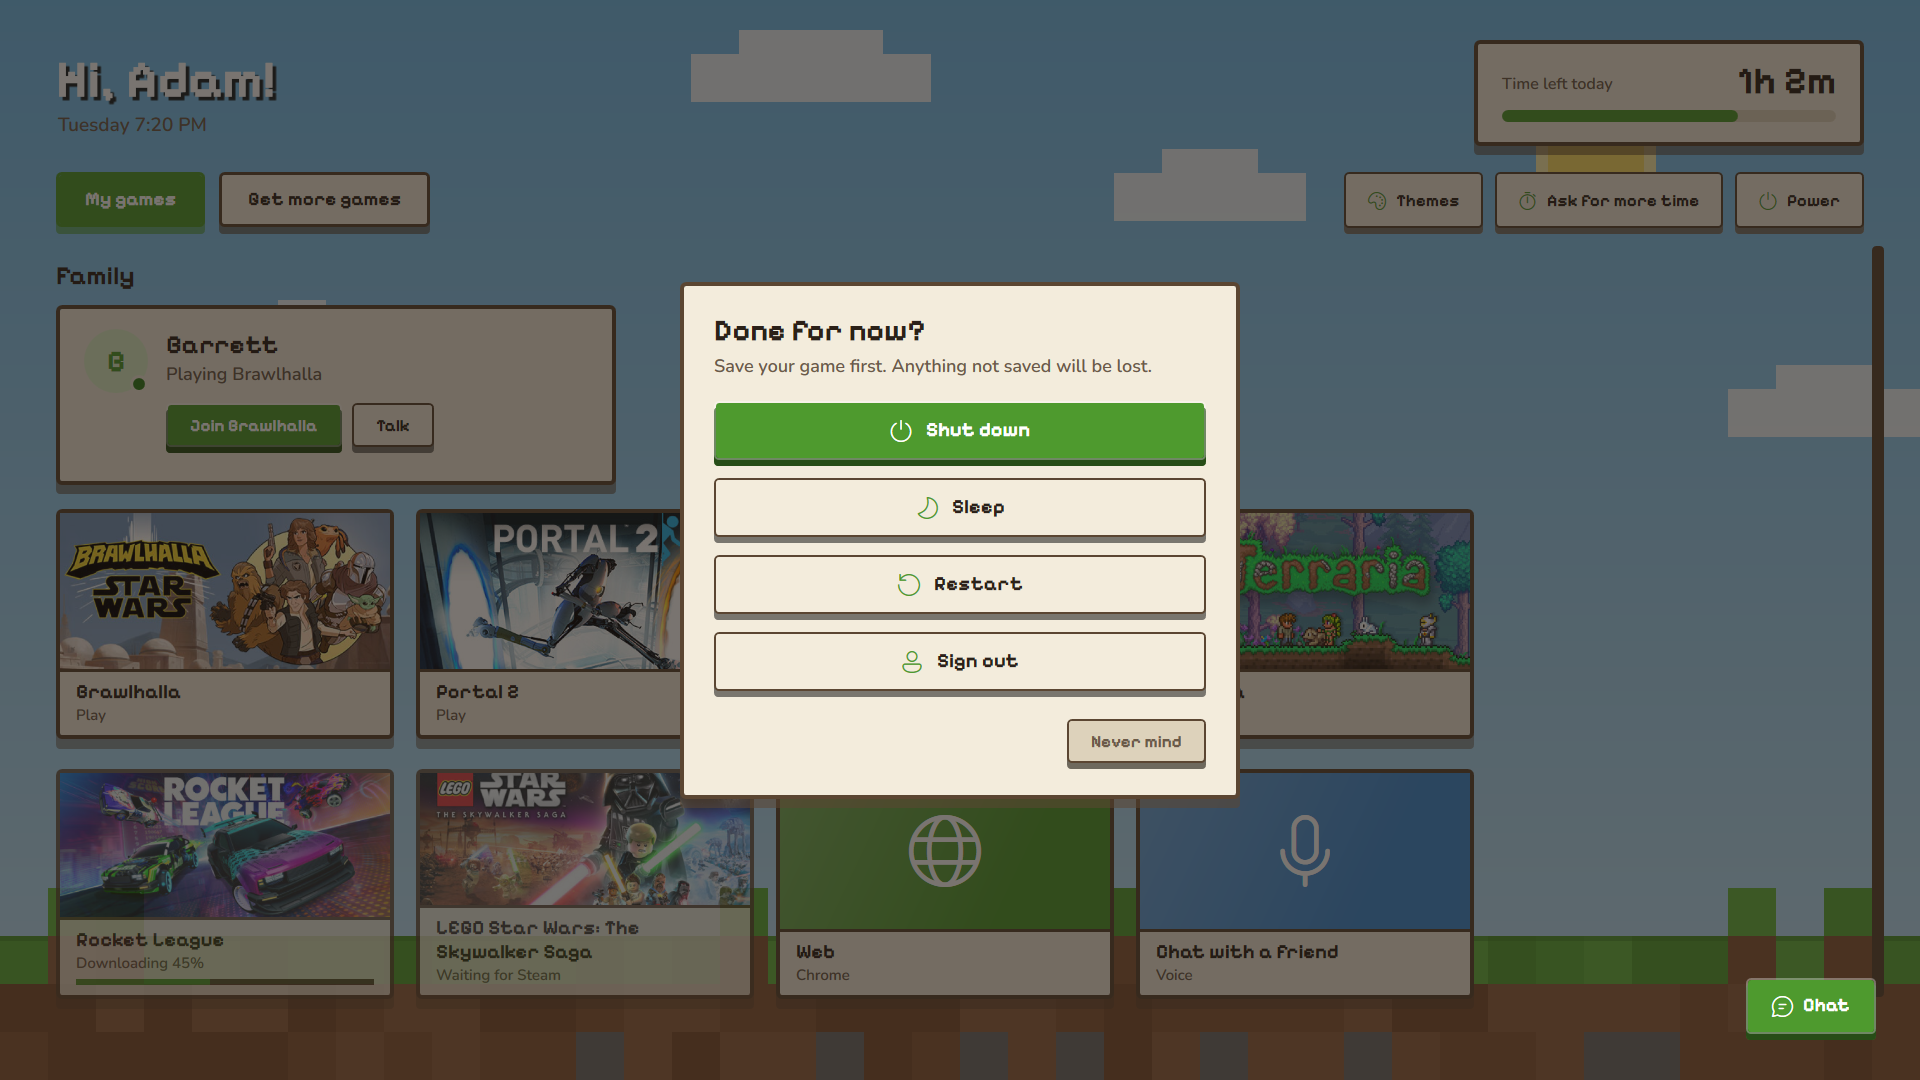 Hi, Adam!
Tuesday 7:20 PM
Time left today
1h 2m
My games
Get more games
Themes
Ask for more time
Power
Family
B
Barrett
Playing Brawlhalla
Join Brawlhalla
Talk
Done for now?
Save your game first. Anything not saved will be lost.
Shut down
Sleep
Restart
Sign out
Never mind
BRAWLHALLA
STAR
WARS
Brawlhalla
Play
PORTAL 2
Portal 2
Play
Terraria
ROCKET
LEAGUE
Rocket League
Downloading 45%
LEGO
STAR
WARS
THE SKYWALKER SAGA
LEGO Star Wars: The
Skywalker Saga
Waiting for Steam
Web
Chrome
Chat with a friend
Voice
Chat